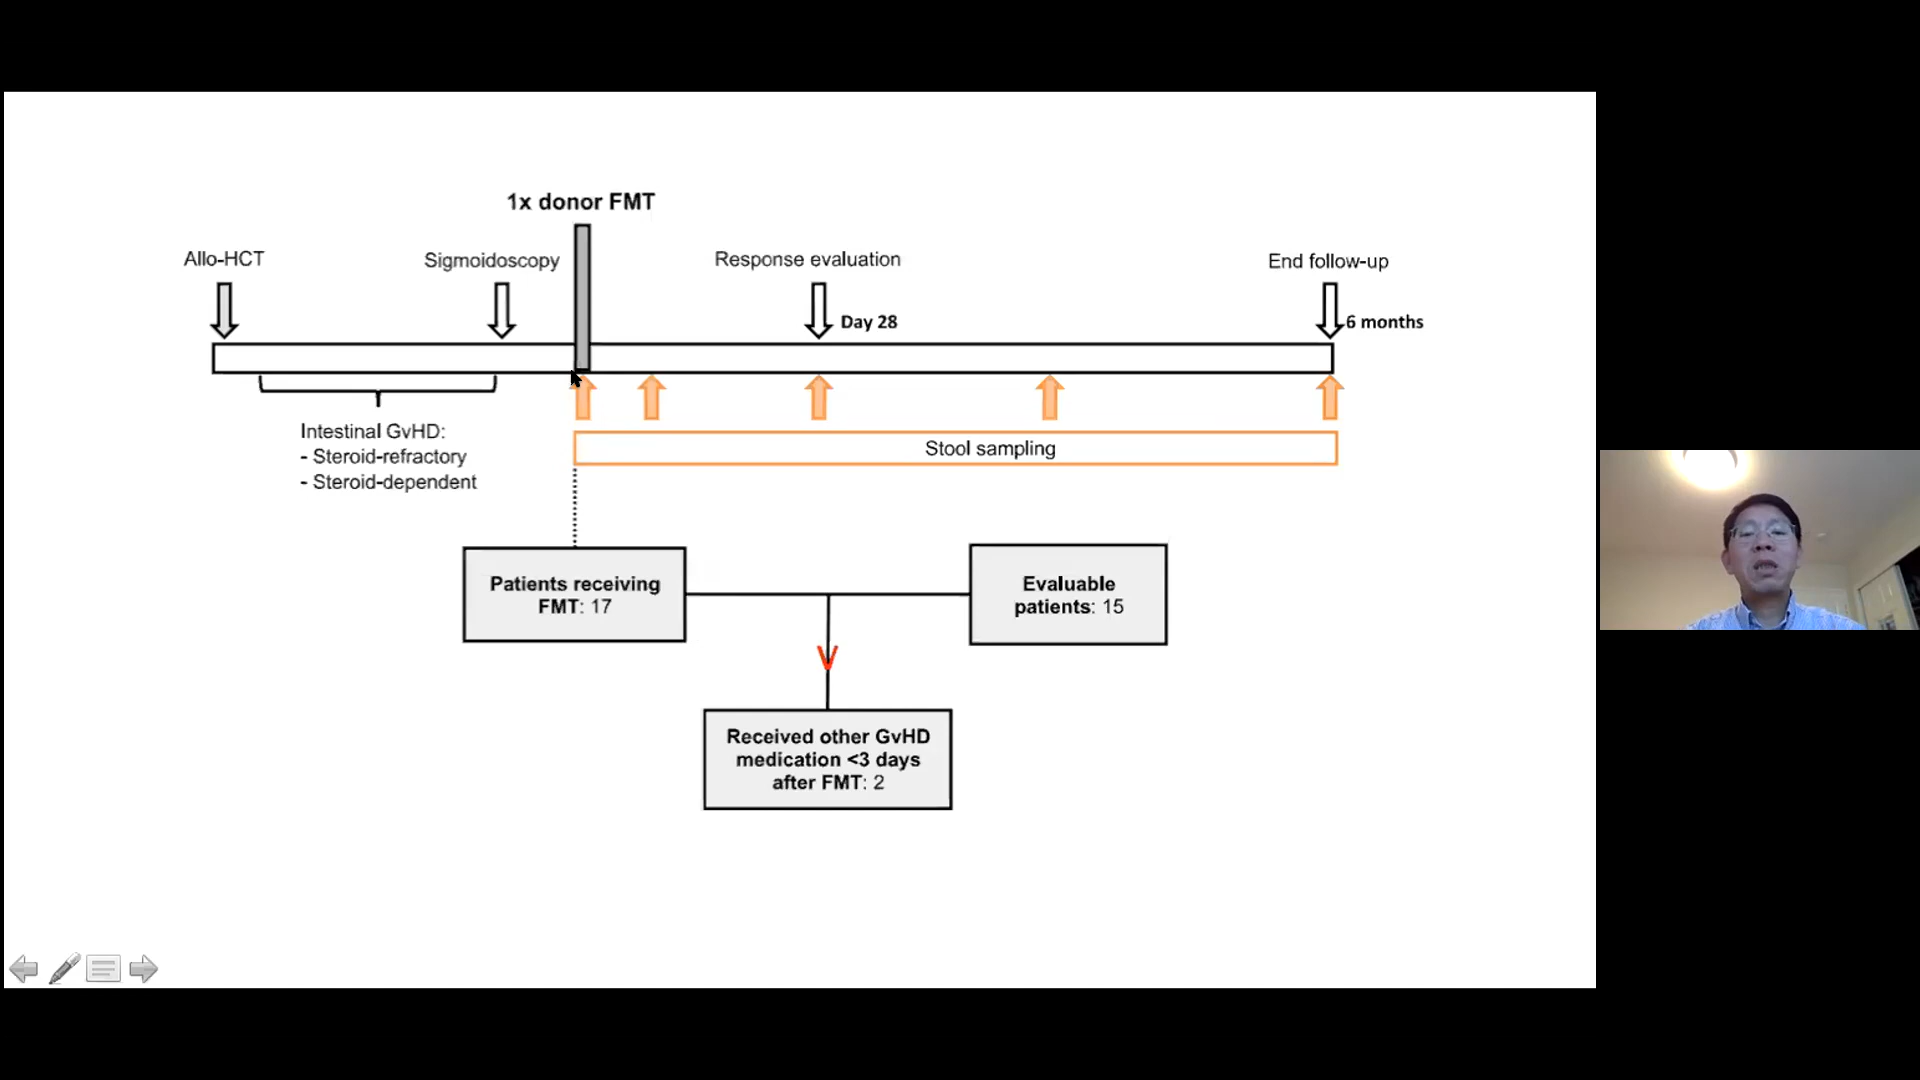 1x donor FMT
Allo-HCT
Sigmoidoscopy
Response evaluation
End follow-up
Day 28
6 months
Intestinal GvHD:
- Steroid-refractory
- Steroid-dependent
Stool sampling
Patients receiving
FMT: 17
Evaluable
patients: 15
Received other GvHD
medication <3 days
after FMT: 2